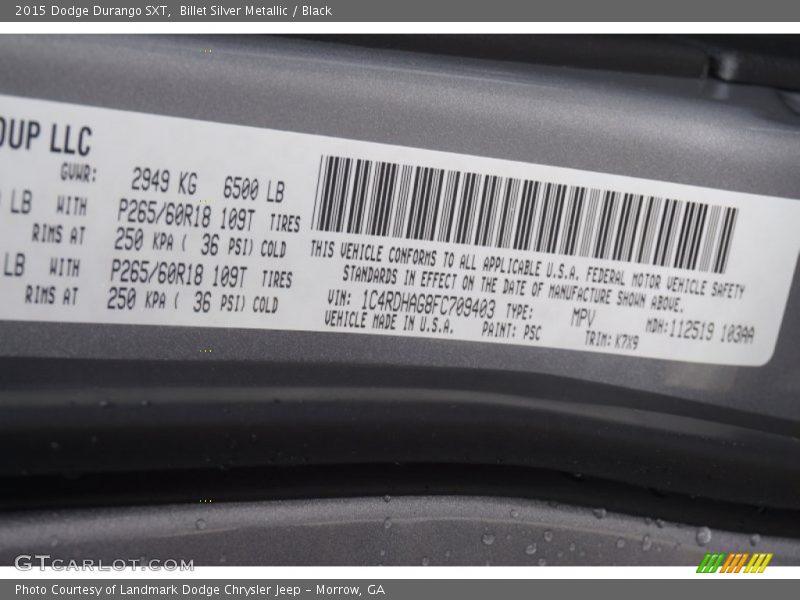 2015 Dodge Durango SXT,  Billet Silver Metallic / Black
OUP LLC
GVWR: 2949 KG 6500 LB
LB WITH P265/60R18 109T TIRES
RIMS AT 250 KPA ( 36 PSI) COLD
LB WITH P265/60R18 109T TIRES
RIMS AT 250 KPA ( 36 PSI) COLD
THIS VEHICLE CONFORMS TO ALL APPLICABLE U.S.A. FEDERAL MOTOR VEHICLE SAFETY
STANDARDS IN EFFECT ON THE DATE OF MANUFACTURE SHOWN ABOVE.
VIN: 1C4RDHAG8FC709403 TYPE: MPV MDH:112519 103AA
VEHICLE MADE IN U.S.A. PAINT: PSC TRIM: K7X9
GTCARLOT.COM
Photo Courtesy of Landmark Dodge Chrysler Jeep – Morrow, GA